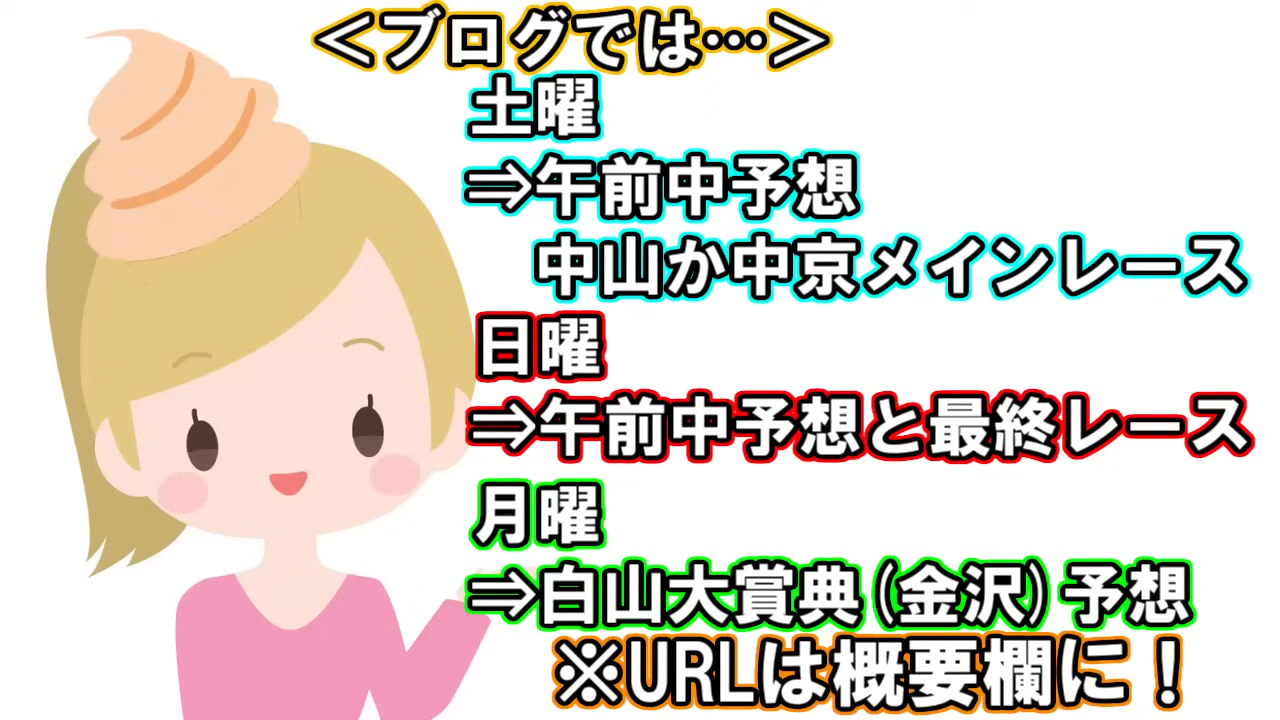 ＜ブログでは…＞
土曜
⇒午前中予想
中山か中京メインレース
日曜
⇒午前中予想と最終レース
月曜
⇒白山大賞典(金沢)予想
※URLは概要欄に！